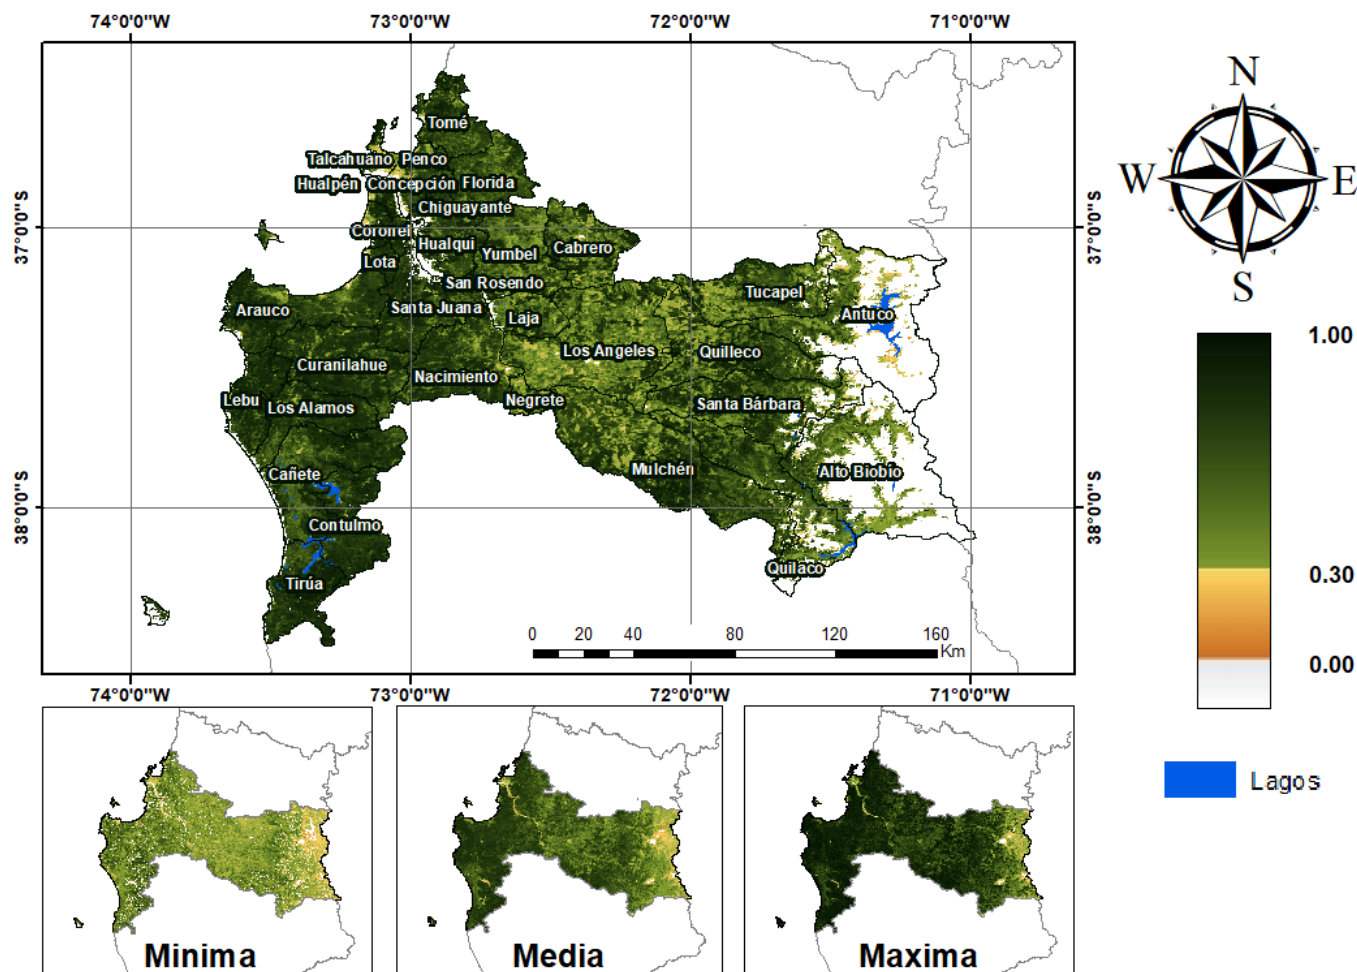 74°0'0"W 73°0'0"W 72°0'0"W 71°0'0"W
N
W E
S
37°0'0"S 37°0'0"S
38°0'0"S 38°0'0"S
Tomé
Talcahuano Penco
Hualpén Concepción Florida
Chiguayante
Coronel Hualqui
Yumbel Cabrero
Lota
San Rosendo
Arauco Santa Juana Laja Tucapel Antuco
Los Angeles Quilleco
Curanilahue
Nacimiento
Lebu Los Alamos Negrete Santa Bárbara
Cañete Mulchén Alto Biobío
Contulmo
Tirúa Quilaco
0 20 40 80 120 160
Km
74°0'0"W 73°0'0"W 72°0'0"W 71°0'0"W
1.00
0.30
0.00
Lagos
Minima
Media
Maxima